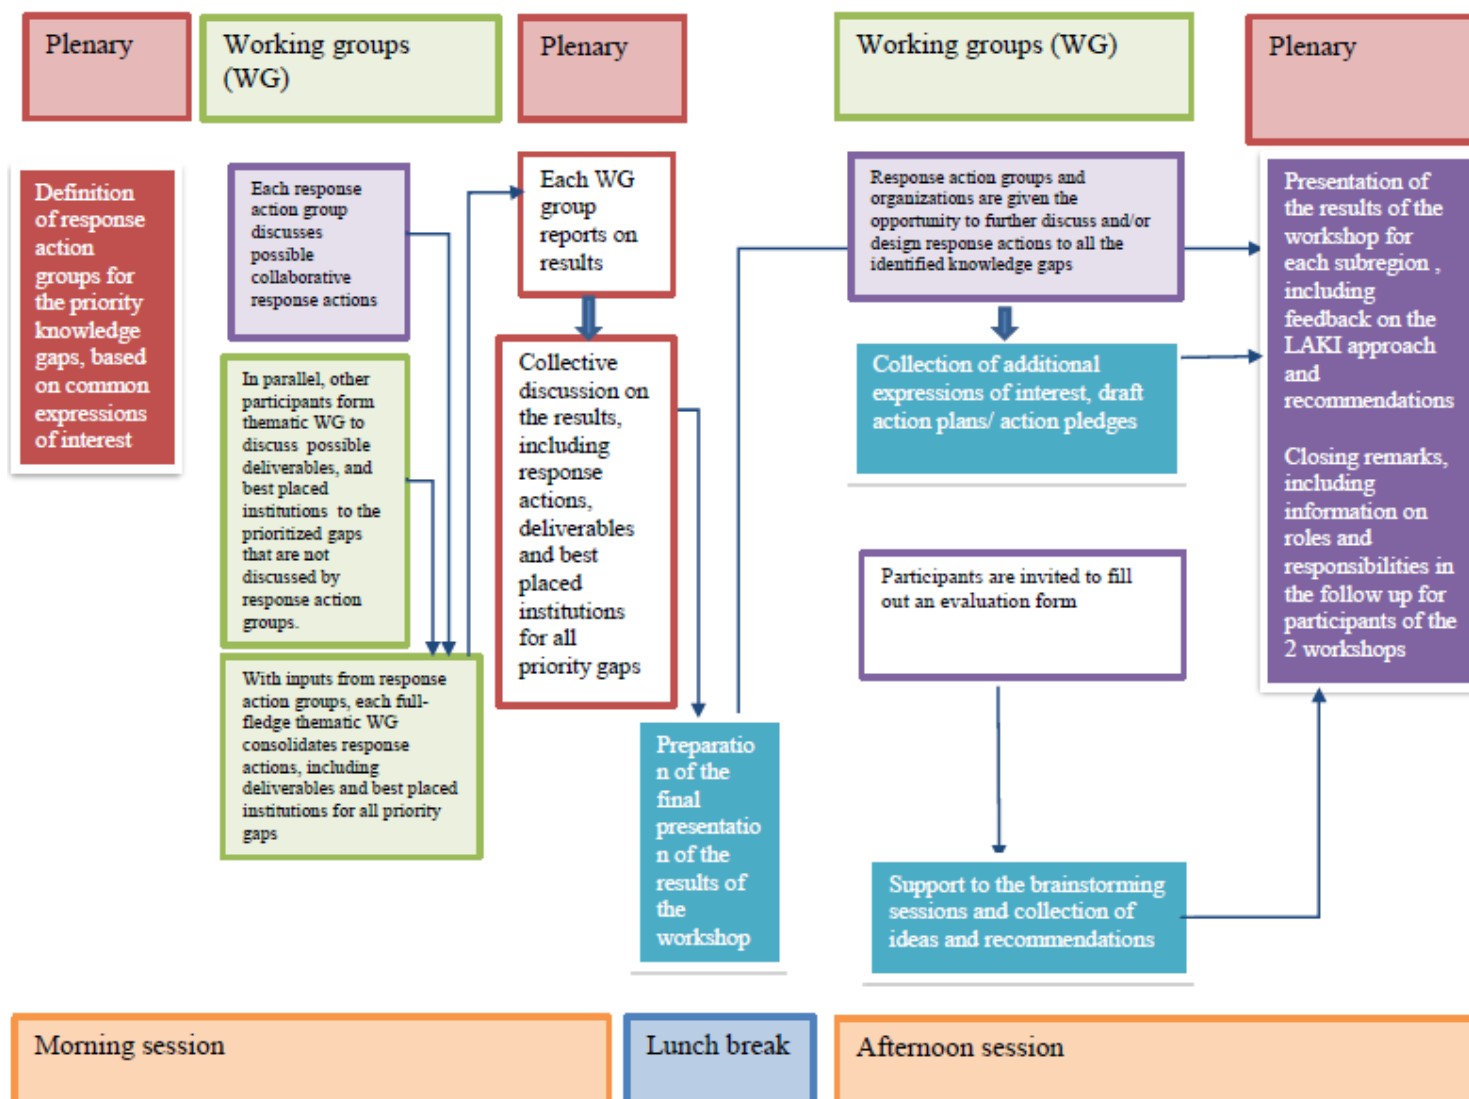 Plenary
Working groups
(WG)
Plenary
Working groups (WG)
Plenary
Definition
of response
action
groups for
the priority
knowledge
gaps, based
on common
expressions
of interest
Each response
action group
discusses
possible
collaborative
response actions
In parallel, other
participants form
thematic WG to
discuss possible
deliverables, and
best placed
institutions to the
prioritized gaps
that are not
discussed by
response action
groups.
With inputs from response
action groups, each full-
fledge thematic WG
consolidates response
actions, including
deliverables and best placed
institutions for all priority
gaps
Each WG
group
reports on
results
Collective
discussion on
the results,
including
response
actions,
deliverables
and best
placed
institutions
for all
priority gaps
Preparatio
n of the
final
presentatio
n of the
results of
the
workshop
Response action groups and
organizations are given the
opportunity to further discuss and/or
design response actions to all the
identified knowledge gaps
Collection of additional
expressions of interest, draft
action plans/ action pledges
Participants are invited to fill
out an evaluation form
Support to the brainstorming
sessions and collection of
ideas and recommendations
Presentation of
the results of the
workshop for
each subregion ,
including
feedback on the
LAKI approach
and
recommendations
Closing remarks,
including
information on
roles and
responsibilities in
the follow up for
participants of the
2 workshops
Morning session
Lunch break
Afternoon session